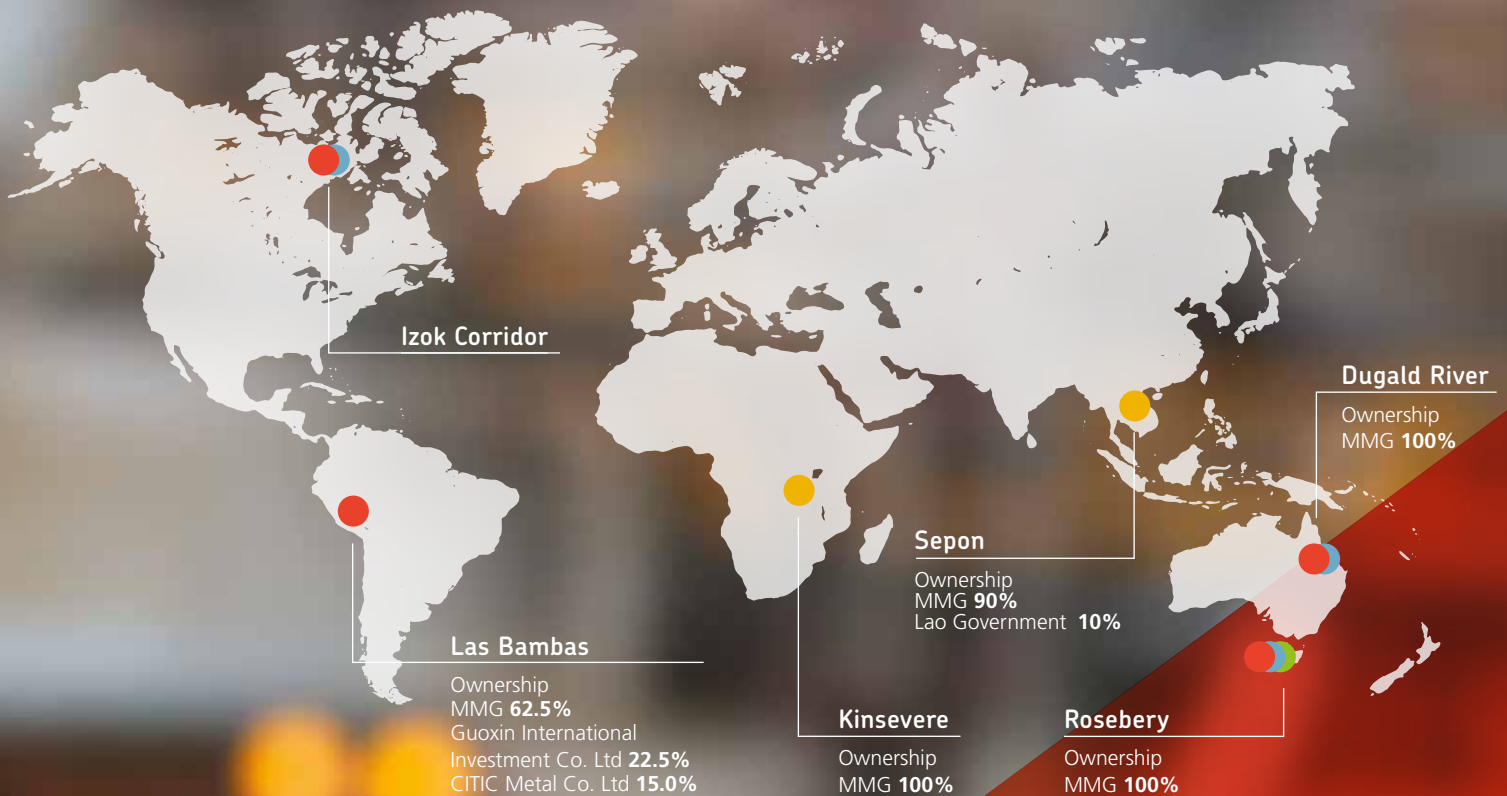 Izok Corridor
Dugald River
Ownership
MMG 100%
Sepon
Ownership
MMG 90%
Lao Government 10%
Las Bambas
Ownership
MMG 62.5%
Guoxin International
Investment Co. Ltd 22.5%
CITIC Metal Co. Ltd 15.0%
Kinsevere
Ownership
MMG 100%
Rosebery
Ownership
MMG 100%